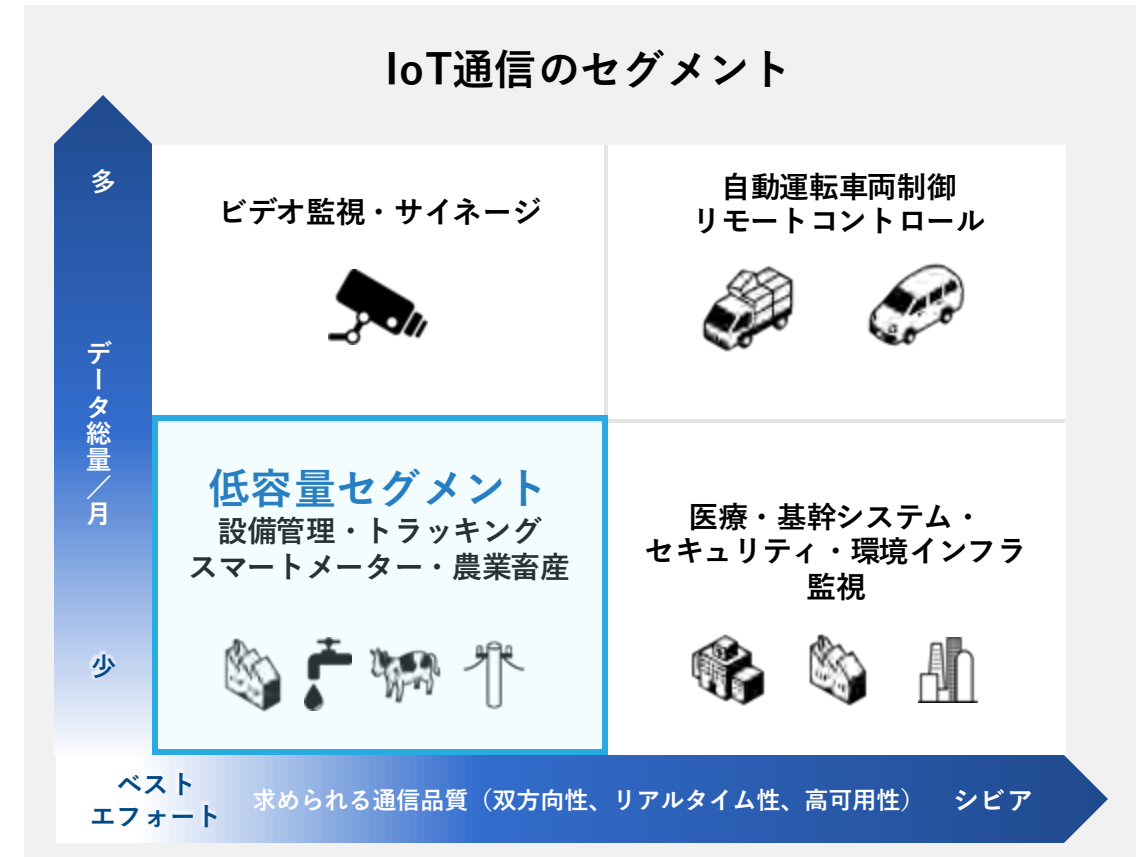 IoT通信のセグメント
多
データ総量／月
少
ビデオ監視・サイネージ
自動運転車両制御
リモートコントロール
低容量セグメント
設備管理・トラッキング
スマートメーター・農業畜産
医療・基幹システム・
セキュリティ・環境インフラ
監視
ベスト
エフォート
求められる通信品質（双方向性、リアルタイム性、高可用性）
シビア